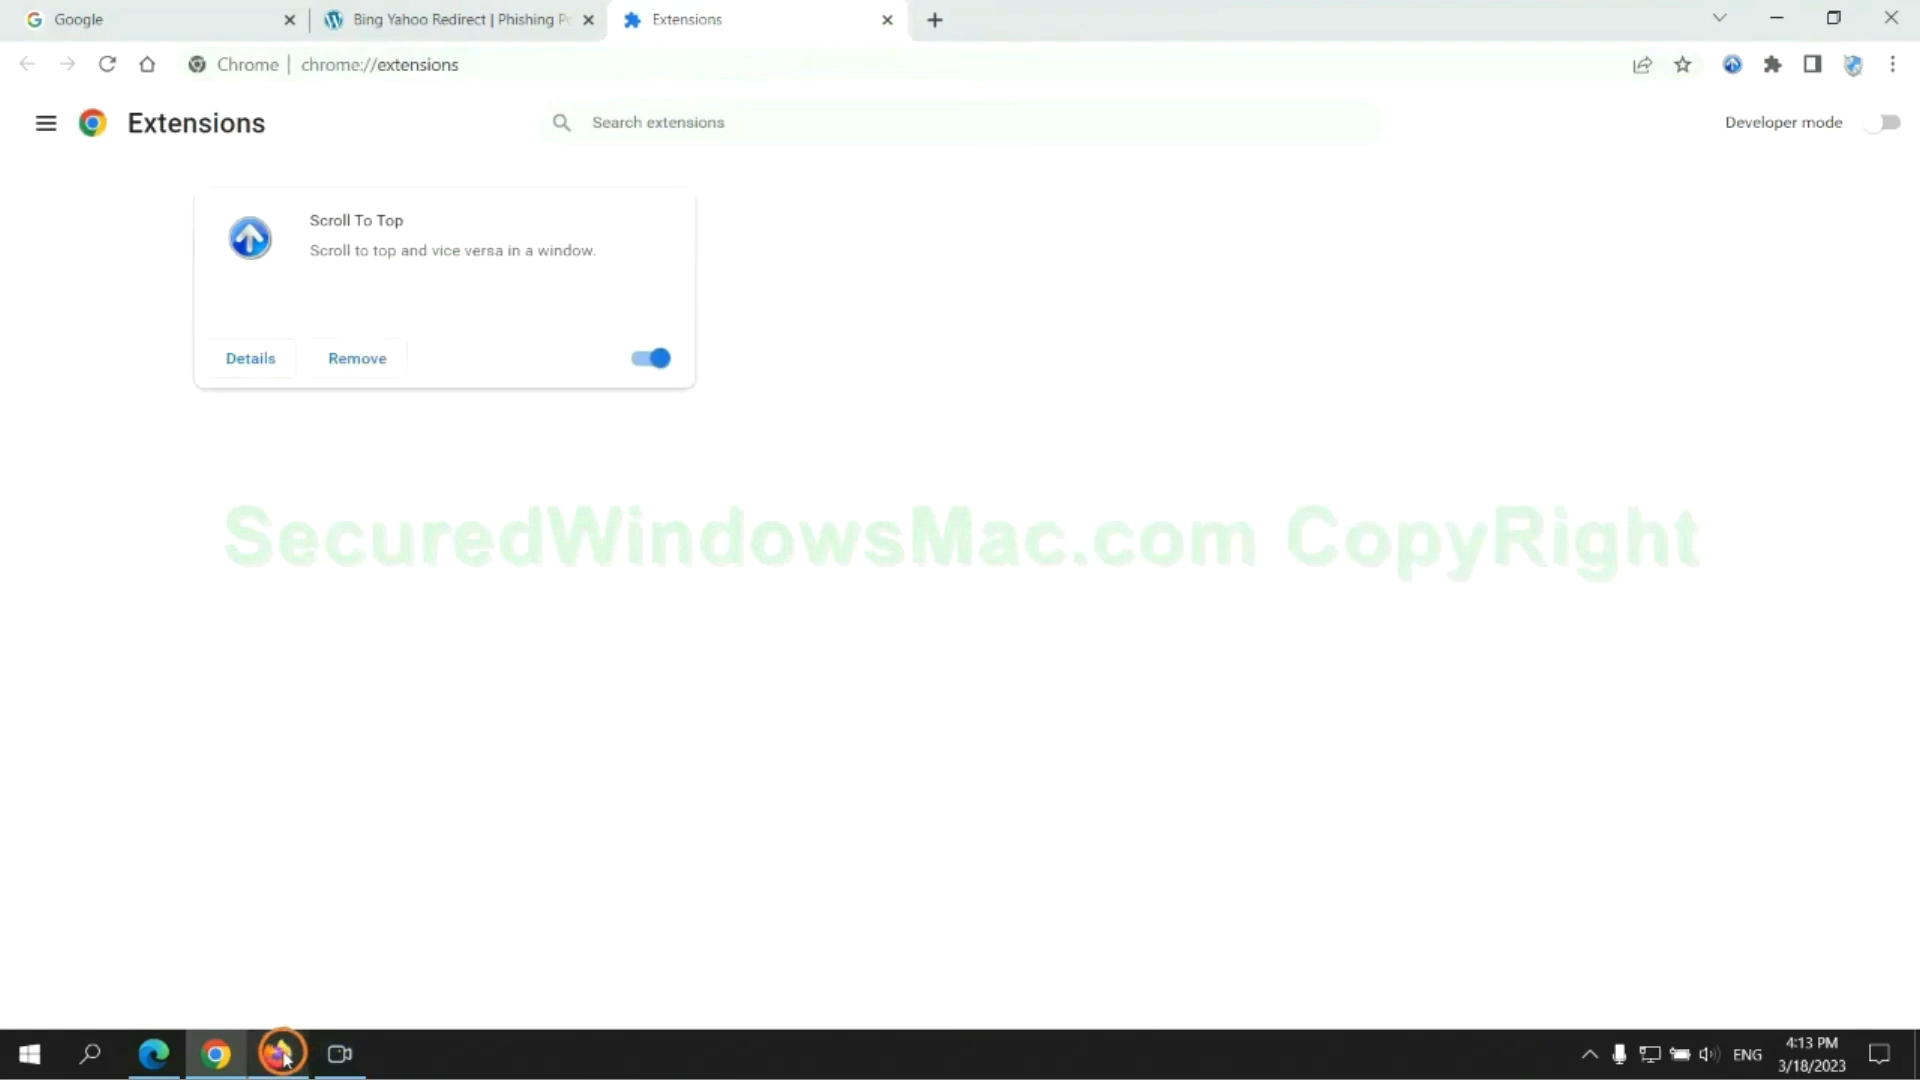 Google
Bing Yahoo Redirect | Phishing P
Extensions
Chrome | chrome://extensions
Extensions
Search extensions
Developer mode
Scroll To Top
Scroll to top and vice versa in a window.
Details
Remove
SecuredWindowsMac.com CopyRight
ENG
4:13 PM
3/18/2023